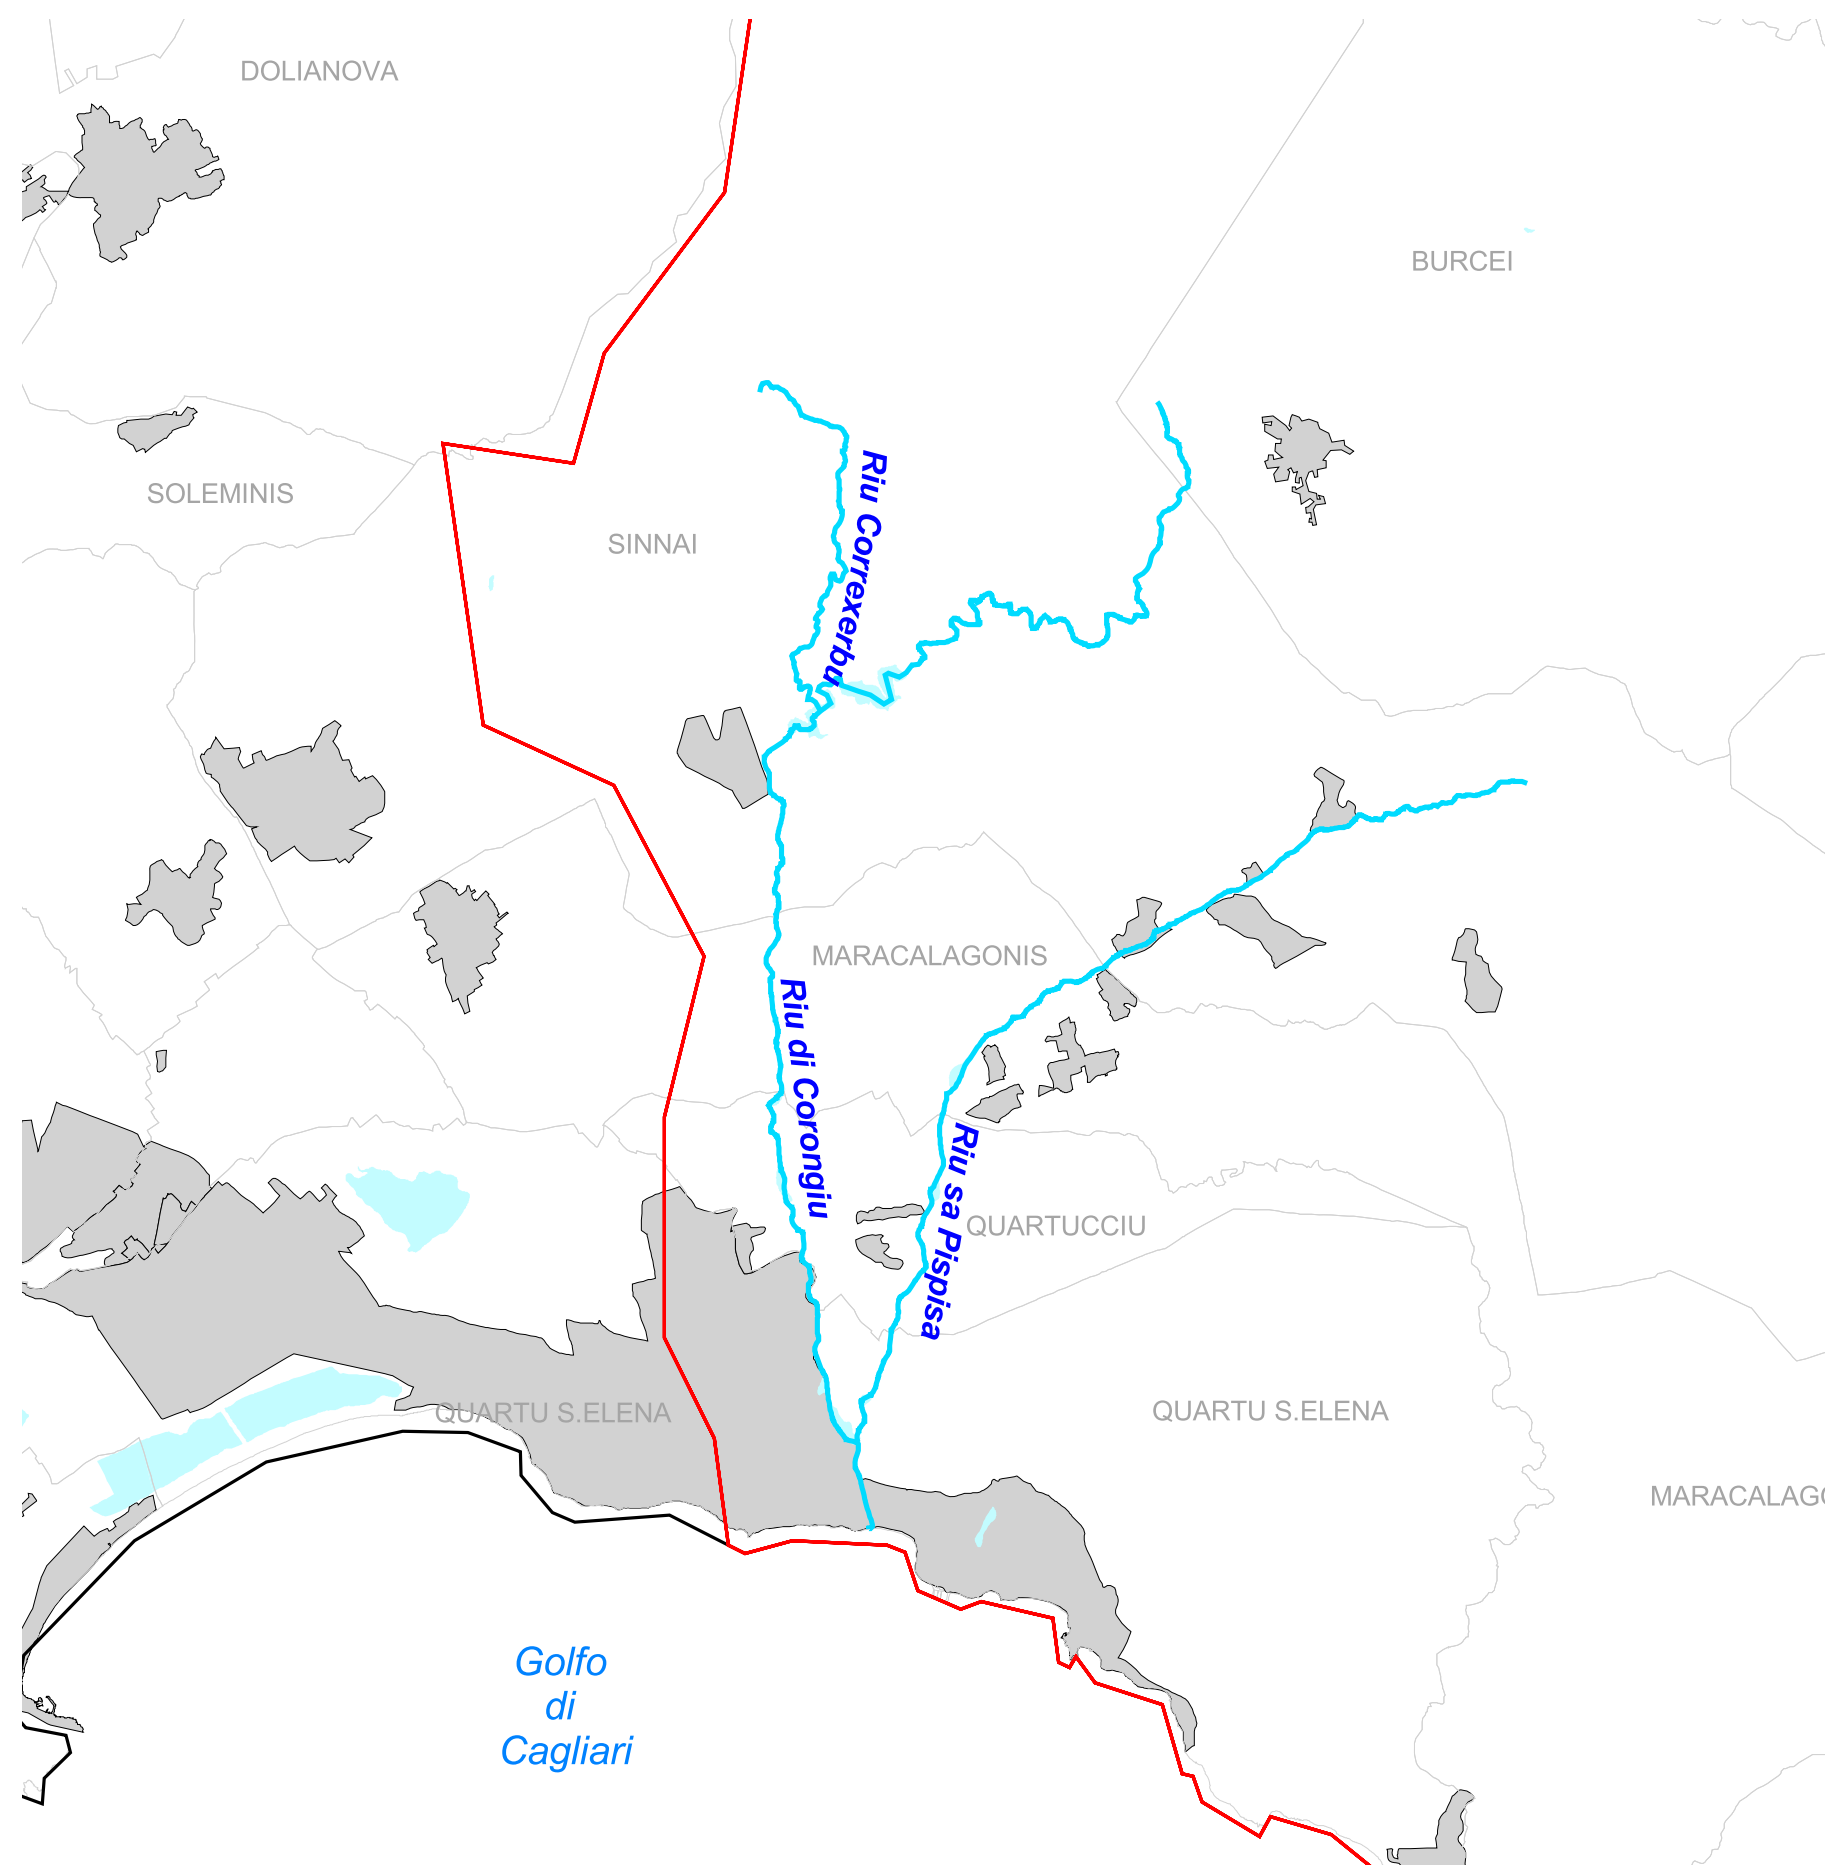 DOLIANOVA
BURCEI
Riu Correxerbu
SOLEMINIS
SINNAI
MARACALAGONIS
Riu di Corongiu
Riu sa Pispisa
QUARTUCCIU
QUARTU S.ELENA
QUARTU S.ELENA
MARACALAG
Golfo
di
Cagliari